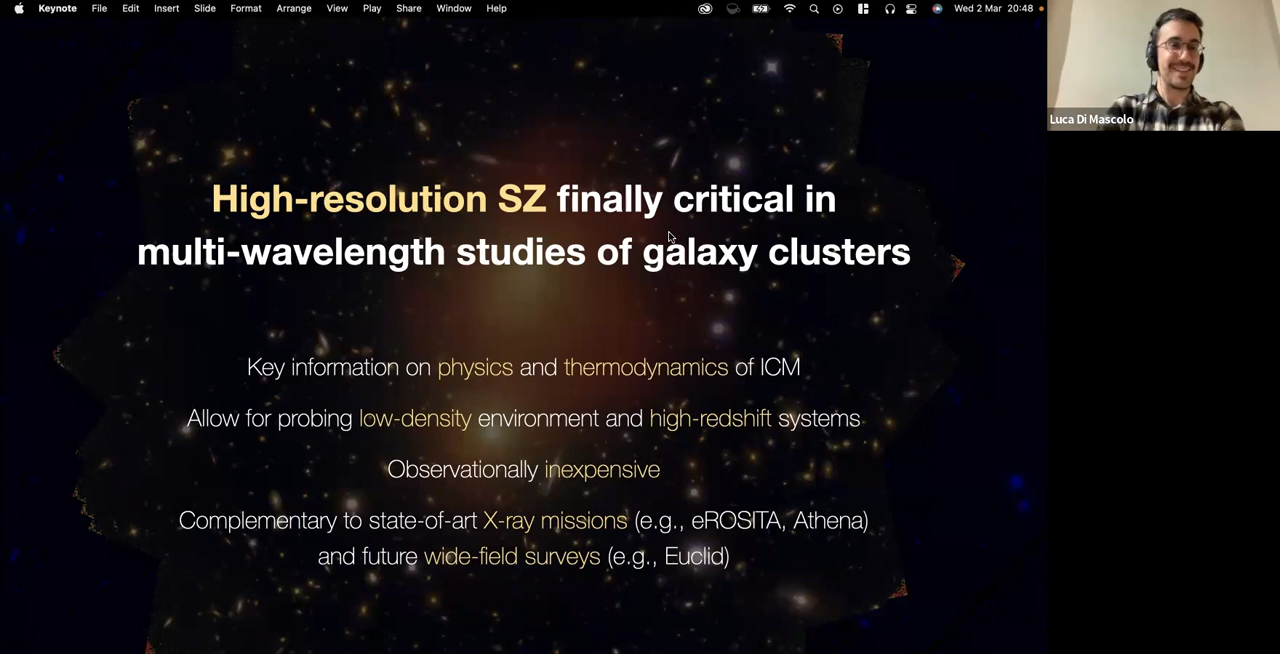 Keynote File Edit Insert Slide Format Arrange View Play Share Window Help Wed 2 Mar 20:48
Luca Di Mascolo
High-resolution SZ finally critical in
multi-wavelength studies of galaxy clusters
Key information on physics and thermodynamics of ICM
Allow for probing low-density environment and high-redshift systems
Observationally inexpensive
Complementary to state-of-art X-ray missions (e.g., eROSITA, Athena)
and future wide-field surveys (e.g., Euclid)